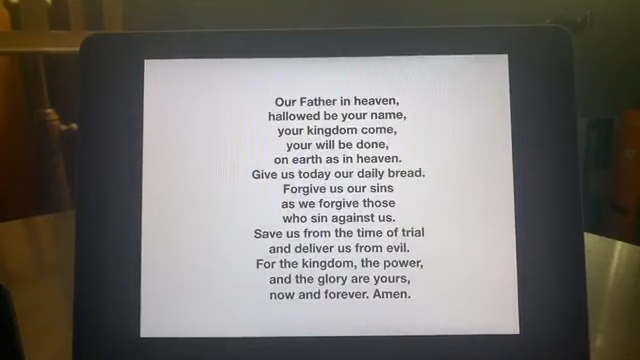 Our Father in heaven,
hallowed be your name,
your kingdom come,
your will be done,
on earth as in heaven.
Give us today our daily bread.
Forgive us our sins
as we forgive those
who sin against us.
Save us from the time of trial
and deliver us from evil.
For the kingdom, the power,
and the glory are yours,
now and forever. Amen.